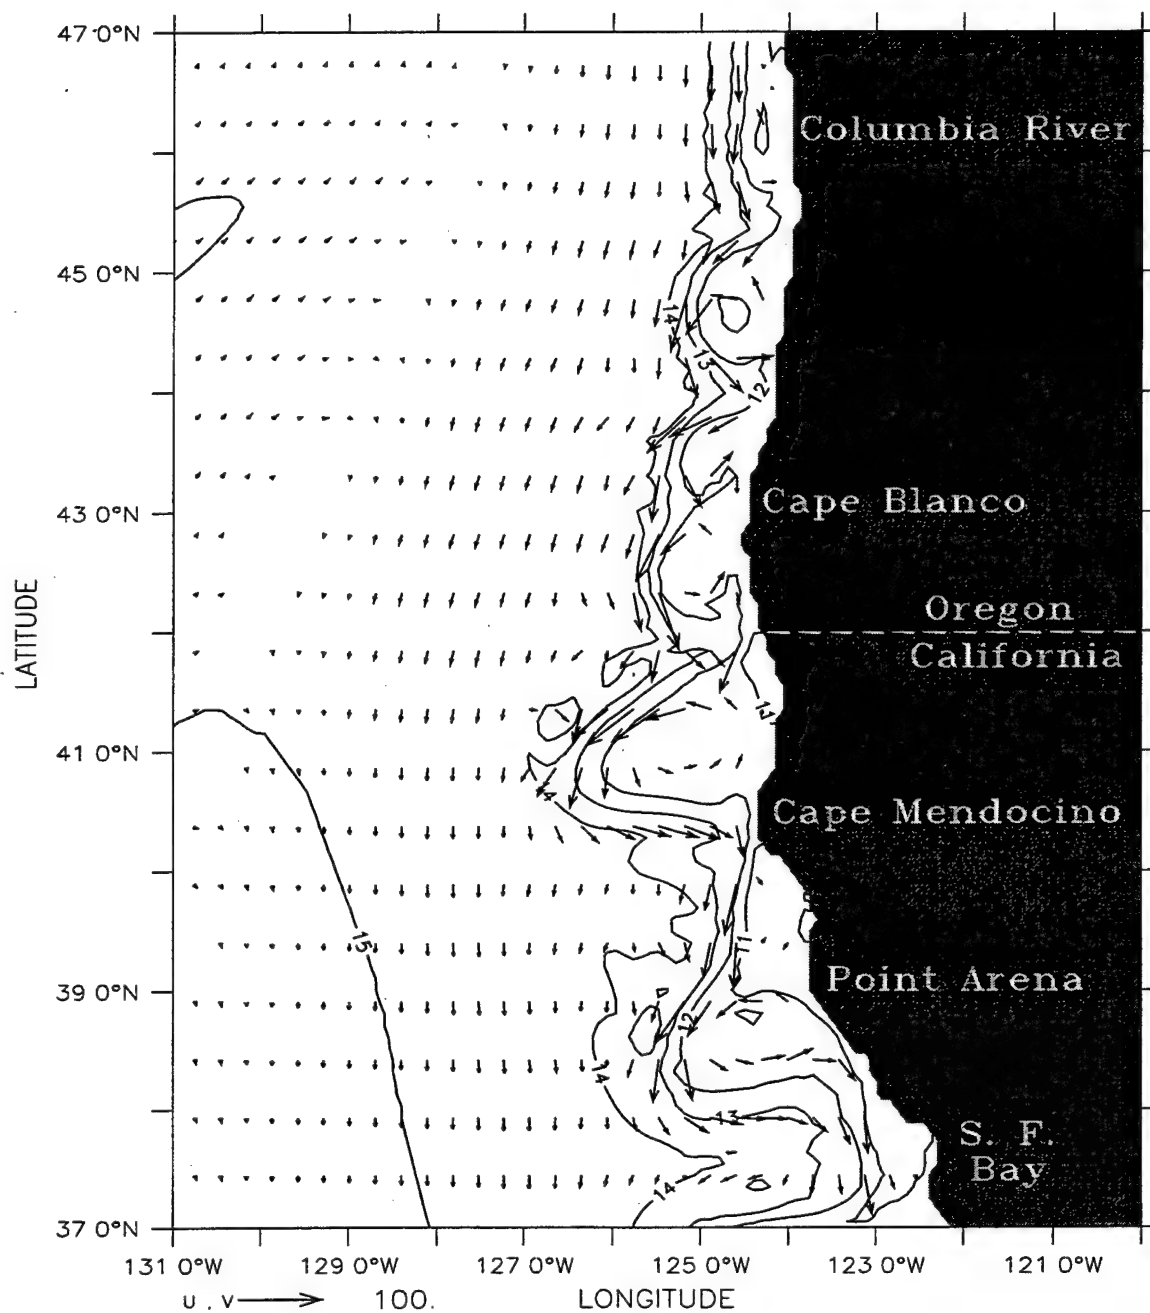 47 0°N
Columbia River
45 0°N
14
13
12
Cape Blanco
43 0°N
Oregon
California
LATITUDE
11
41 0°N
14
Cape Mendocino
15
11
Point Arena
39 0°N
12
14
13
S. F.
Bay
14
37 0°N
131 0°W 129 0°W 127 0°W 125 0°W 123 0°W 121 0°W
u , v 100. LONGITUDE